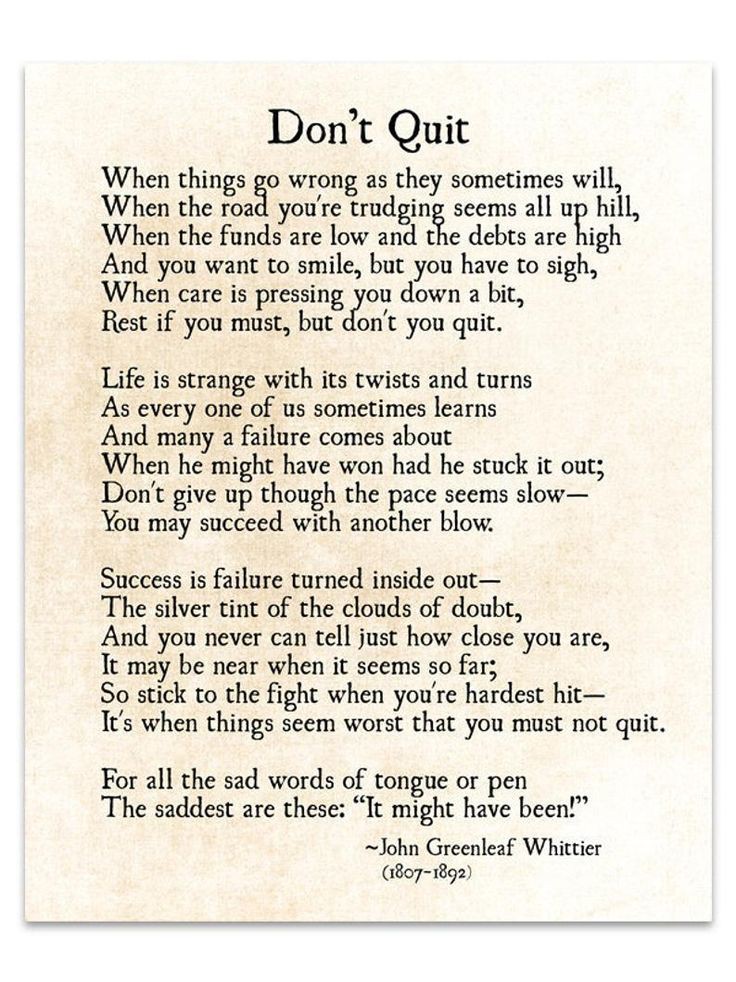 Don't Quit
When things go wrong as they sometimes will,
When the road you're trudging seems all up hill,
When the funds are low and the debts are high
And you want to smile, but you have to sigh,
When care is pressing you down a bit,
Rest if you must, but don't you quit.
Life is strange with its twists and turns
As every one of us sometimes learns
And many a failure comes about
When he might have won had he stuck it out;
Don't give up though the pace seems slow—
You may succeed with another blow.
Success is failure turned inside out—
The silver tint of the clouds of doubt,
And you never can tell just how close you are,
It may be near when it seems so far;
So stick to the fight when you're hardest hit—
It's when things seem worst that you must not quit.
For all the sad words of tongue or pen
The saddest are these: “It might have been!”
~John Greenleaf Whittier
(1807-1892)